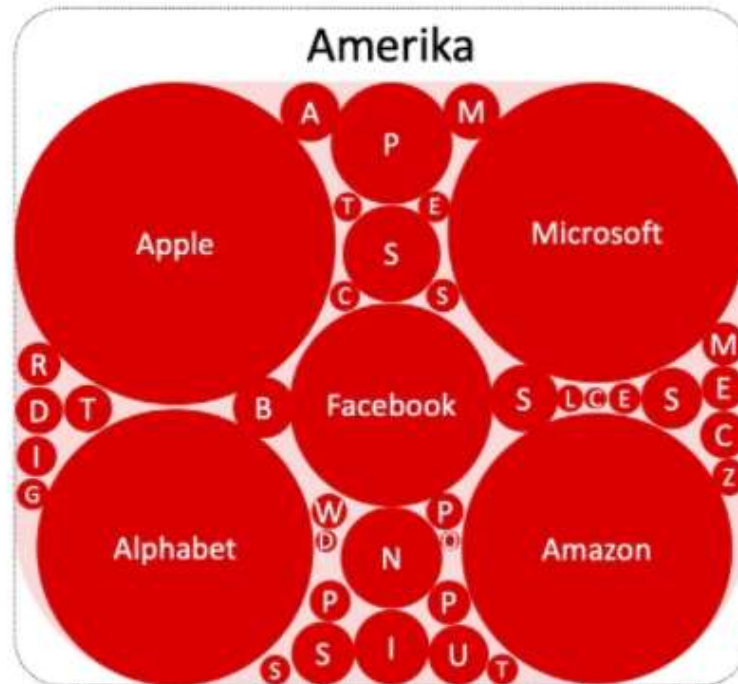 Amerika
A
P
M
T
E
Apple
S
Microsoft
C
S
R
M
D
T
B
Facebook
S
L
C
E
S
E
I
C
G
Z
W
P
D
O
Alphabet
N
Amazon
P
P
S
S
I
U
T